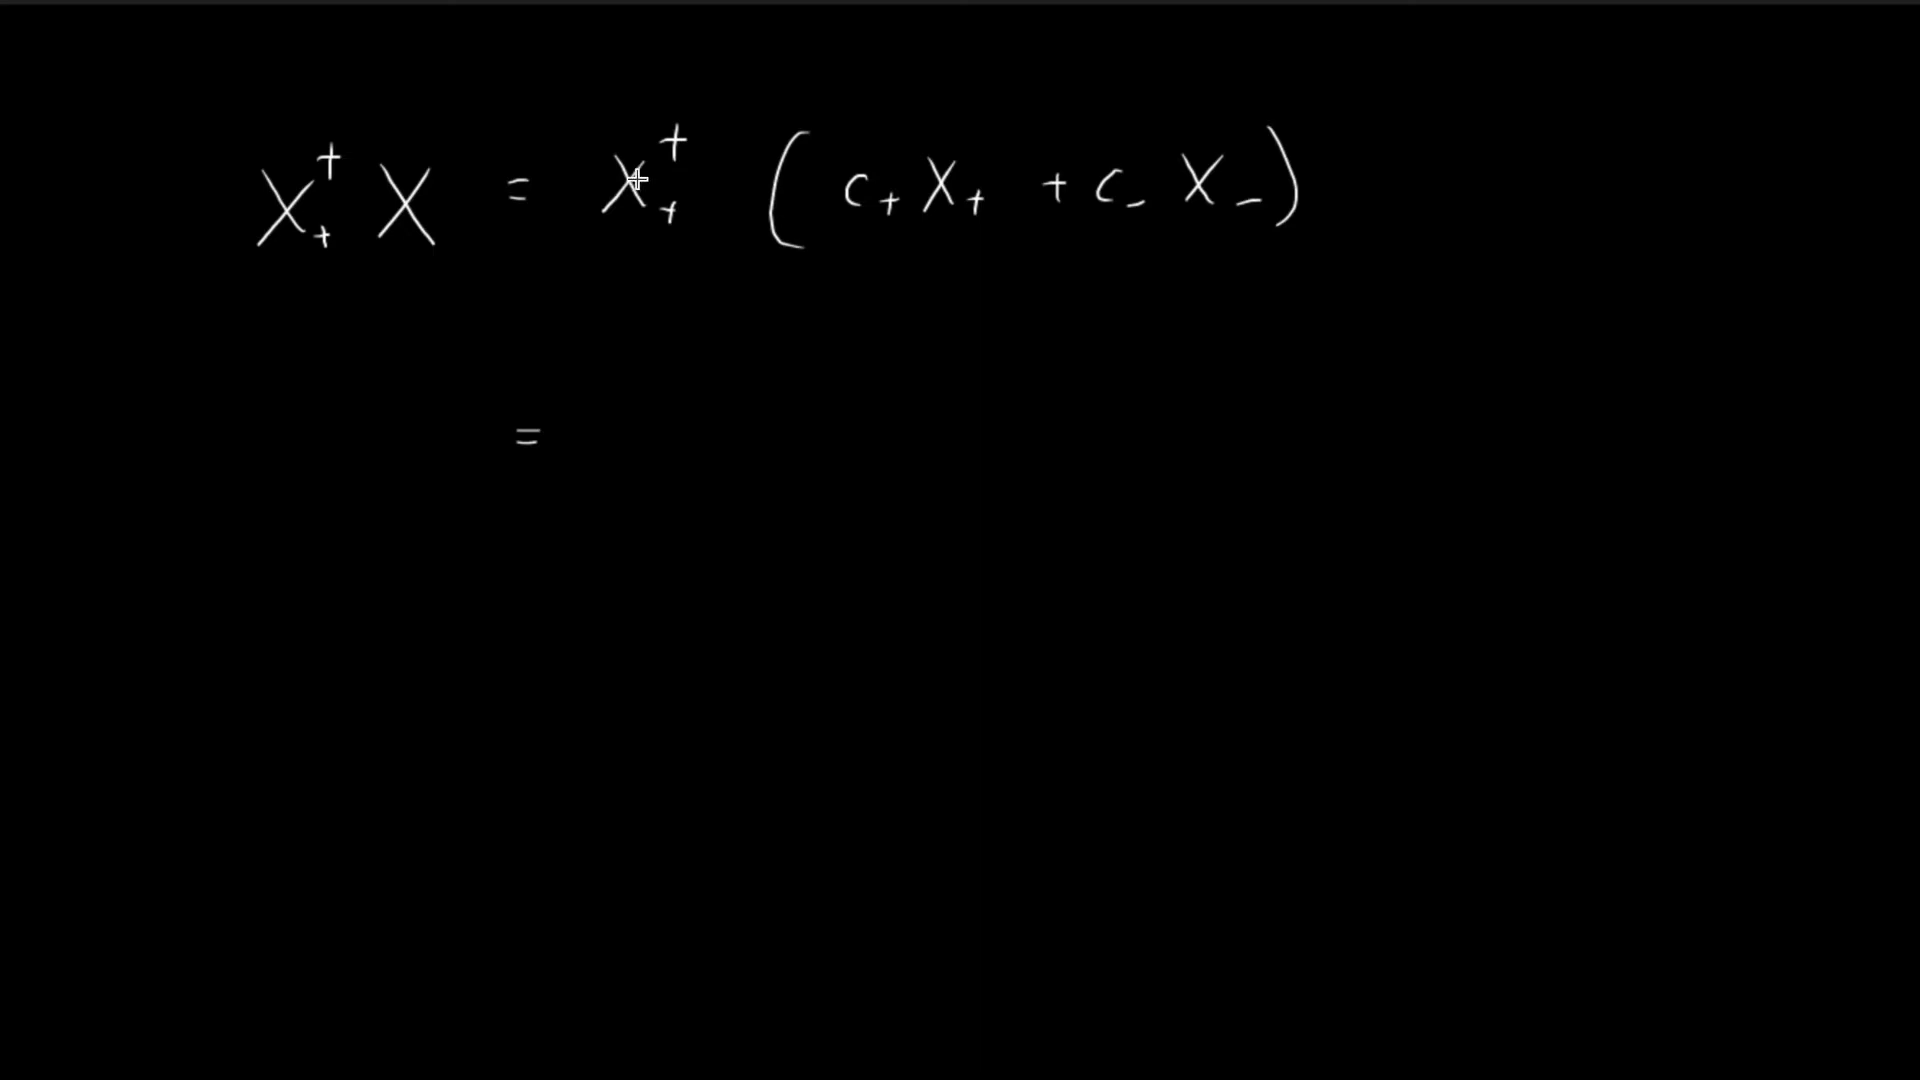 X₊† X = X₊† ( c₊ X₊ + c₋ X₋ )
=